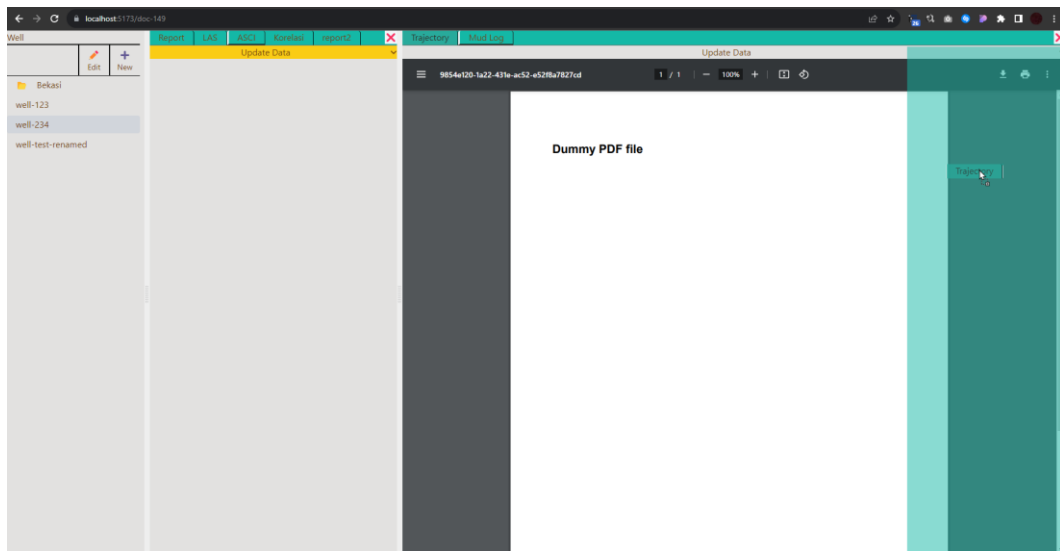 localhost:5173/doc-149
26
Well
Edit
New
Bekasi
well-123
well-234
well-test-renamed
Report LAS ASCI Korelasi report2
Update Data
Trajectory Mud Log
Update Data
9854e120-1a22-431e-ac52-e52f8a7827cd 1 / 1 100%
Dummy PDF file
Trajectory